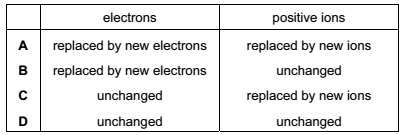 electrons positive ions
A replaced by new electrons replaced by new ions
B replaced by new electrons unchanged
C unchanged replaced by new ions
D unchanged unchanged